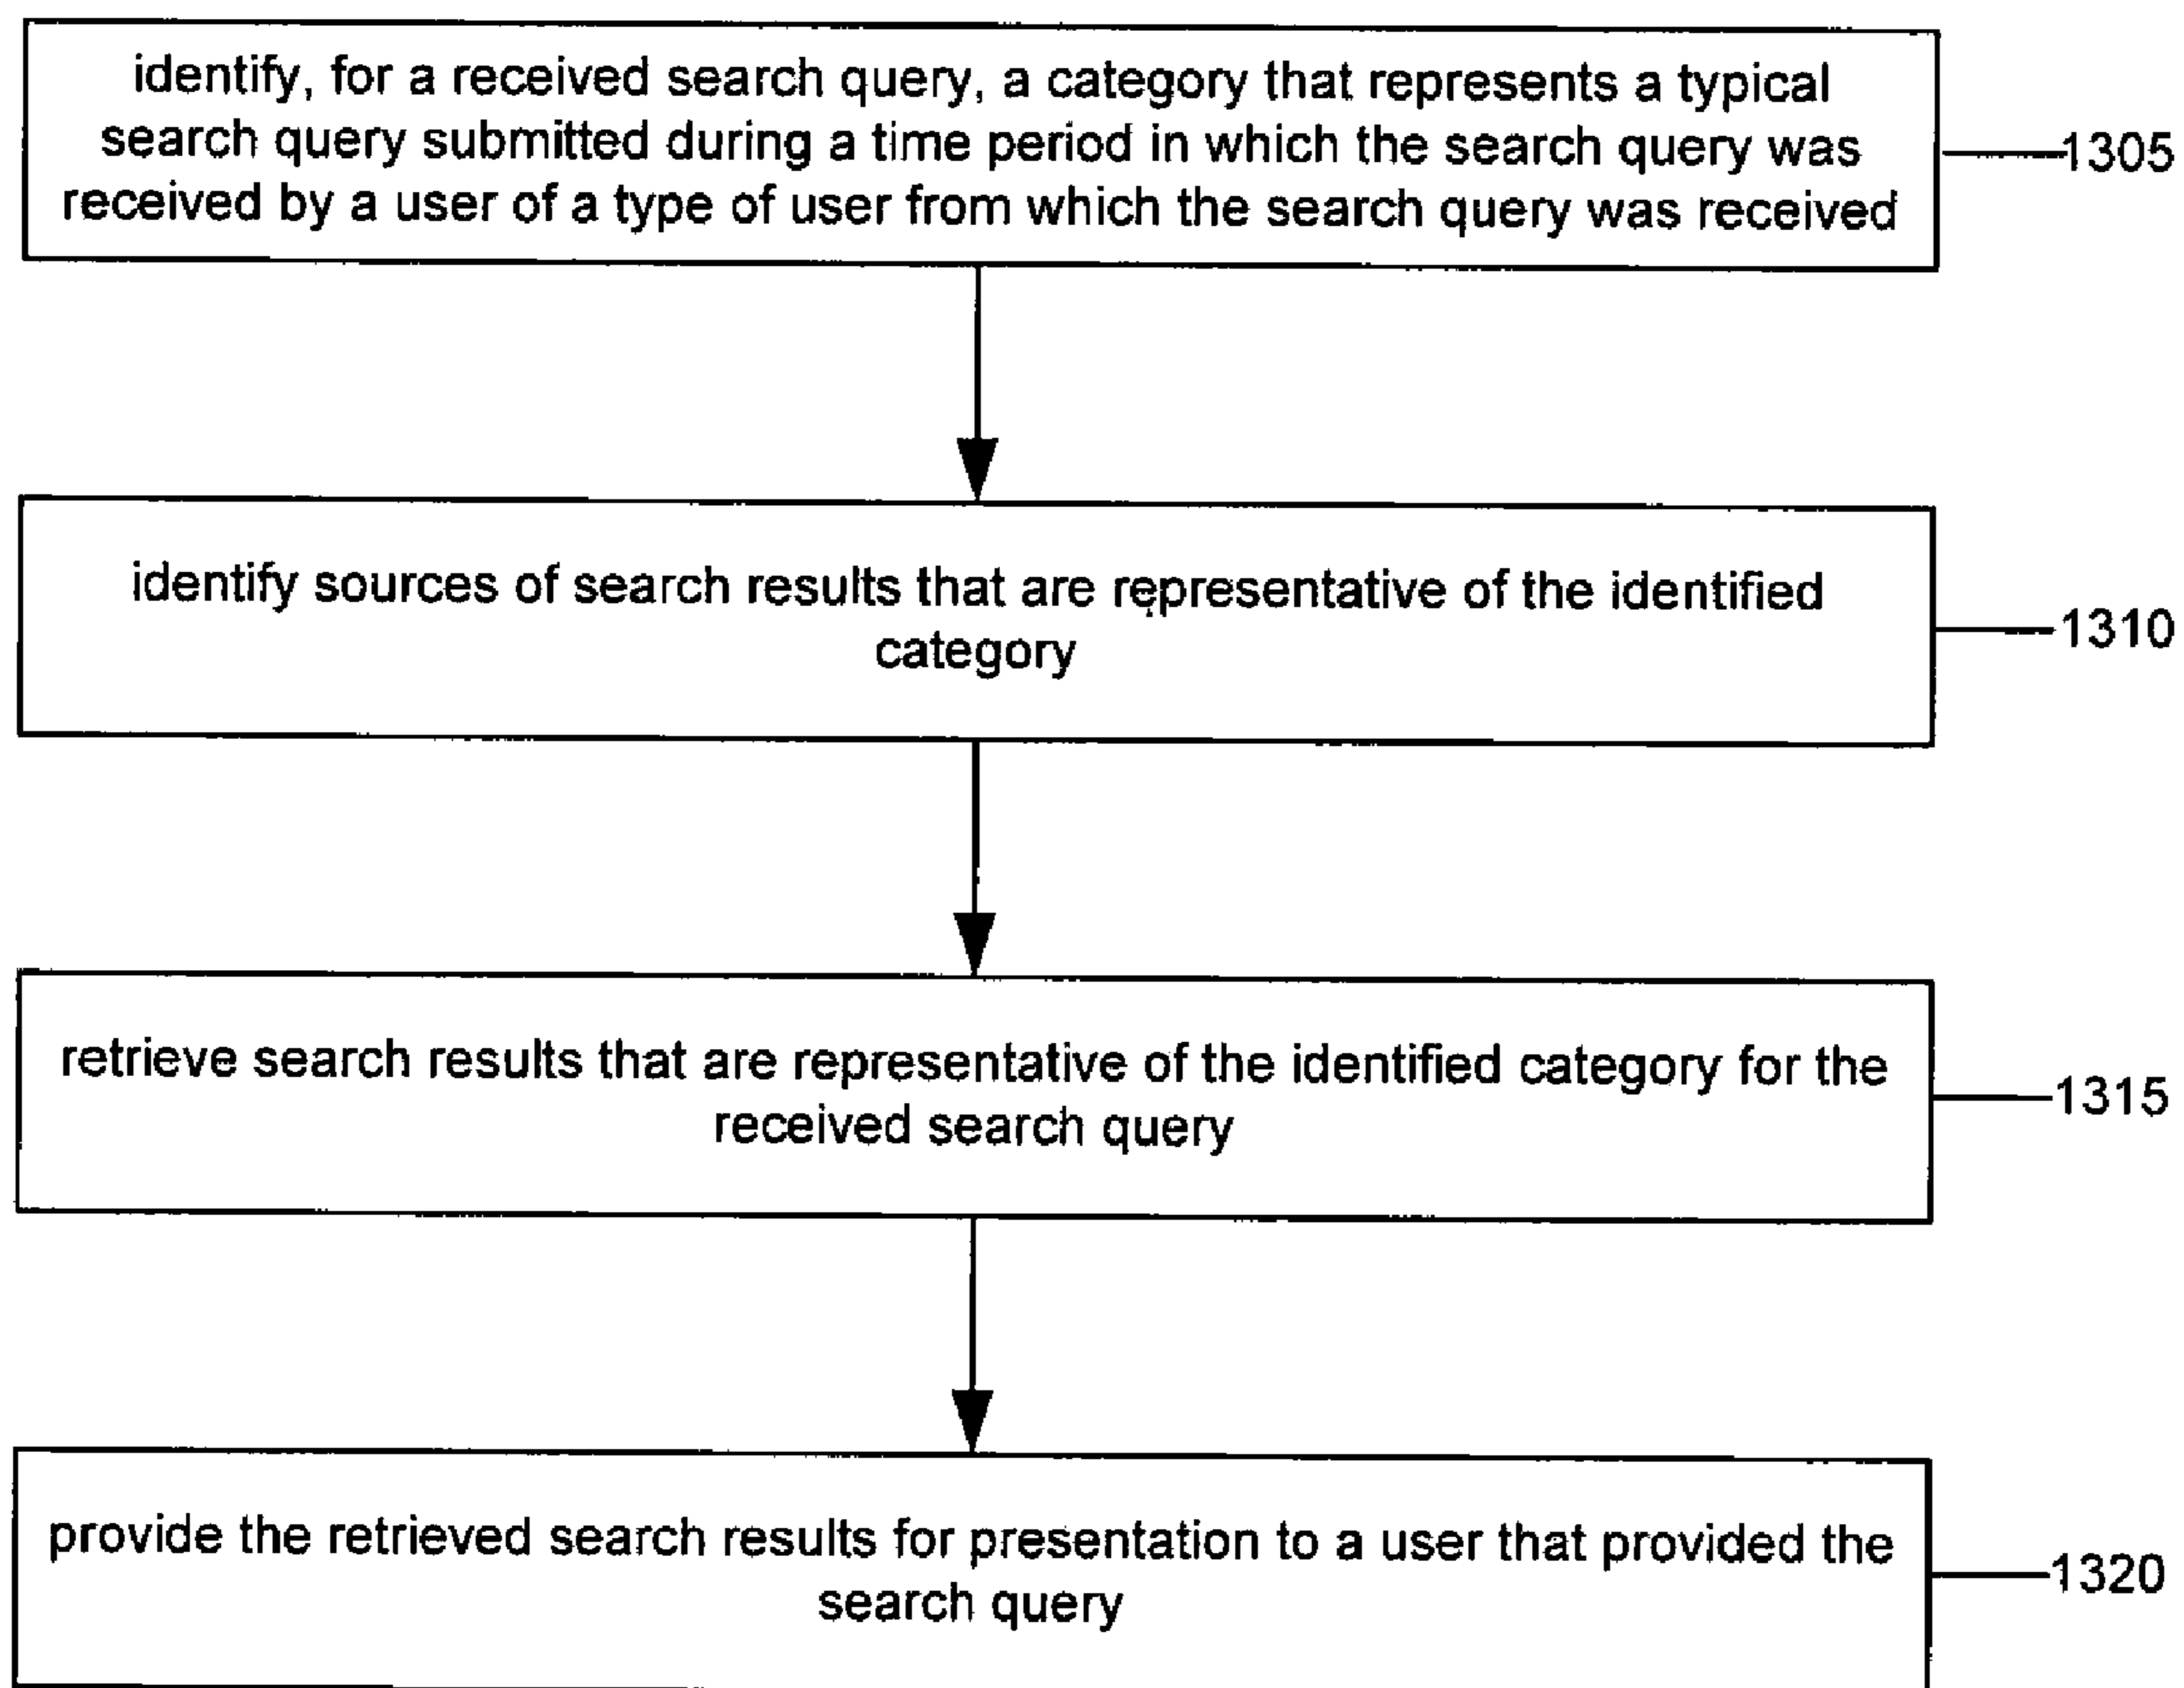 identify, for a received search query, a category that represents a typical
search query submitted during a time period in which the search query was
received by a user of a type of user from which the search query was received
1305
identify sources of search results that are representative of the identified
category
1310
retrieve search results that are representative of the identified category for the
received search query
1315
provide the retrieved search results for presentation to a user that provided the
search query
1320